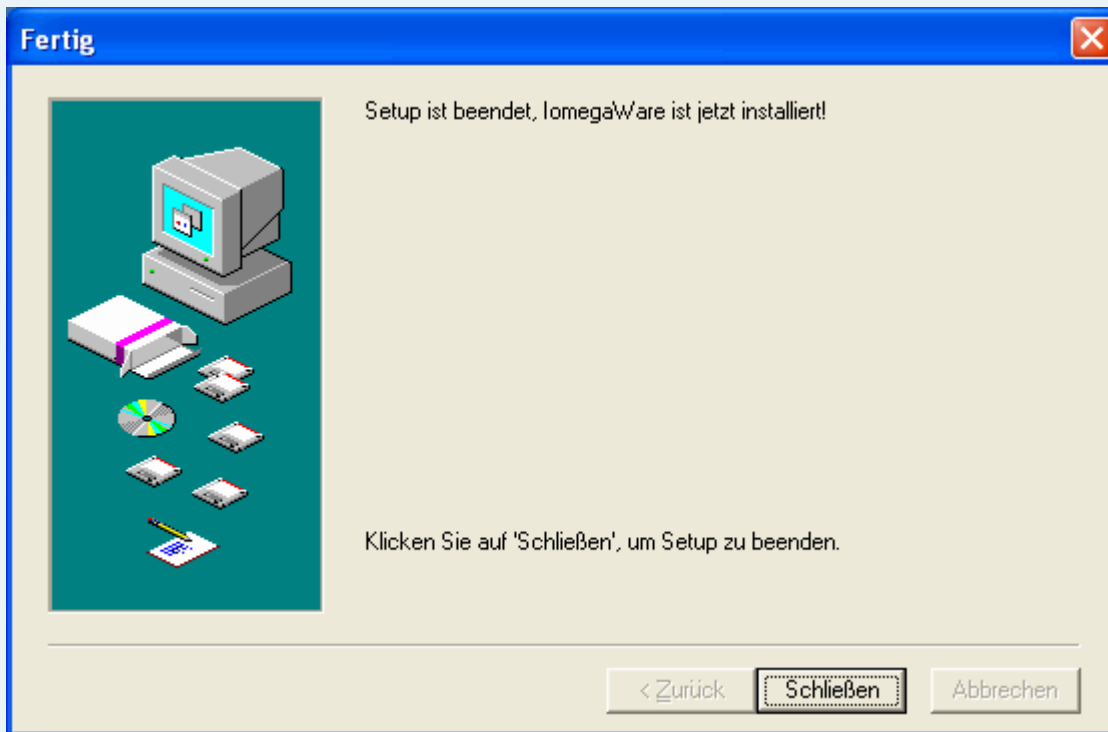 Fertig
Setup ist beendet, IomegaWare ist jetzt installiert!
Klicken Sie auf 'Schließen', um Setup zu beenden.
< Zurück
Schließen
Abbrechen